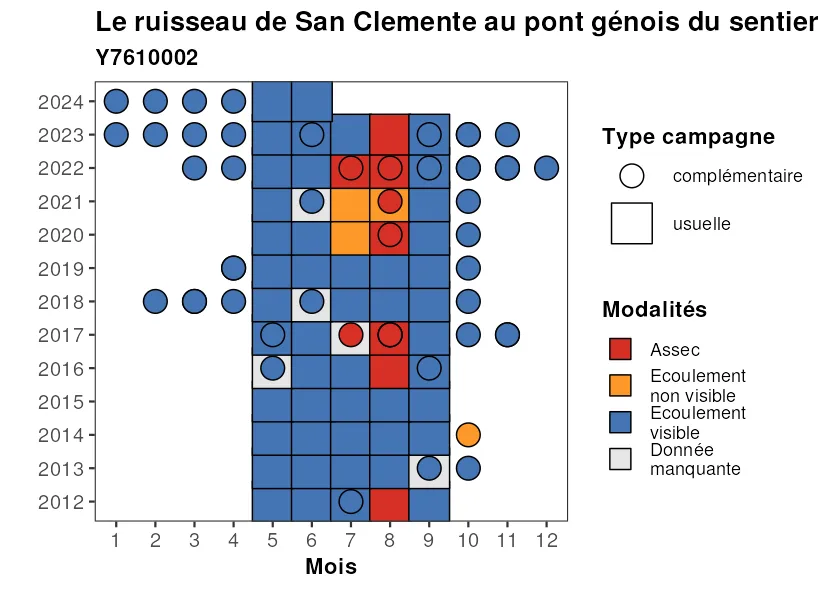 Le ruisseau de San Clemente au pont génois du sentier
Y7610002
2024
2023
2022
2021
2020
2019
2018
2017
2016
2015
2014
2013
2012
1 2 3 4 5 6 7 8 9 10 11 12
Mois
Type campagne
complémentaire
usuelle
Modalités
Assec
Ecoulement
non visible
Ecoulement
visible
Donnée
manquante